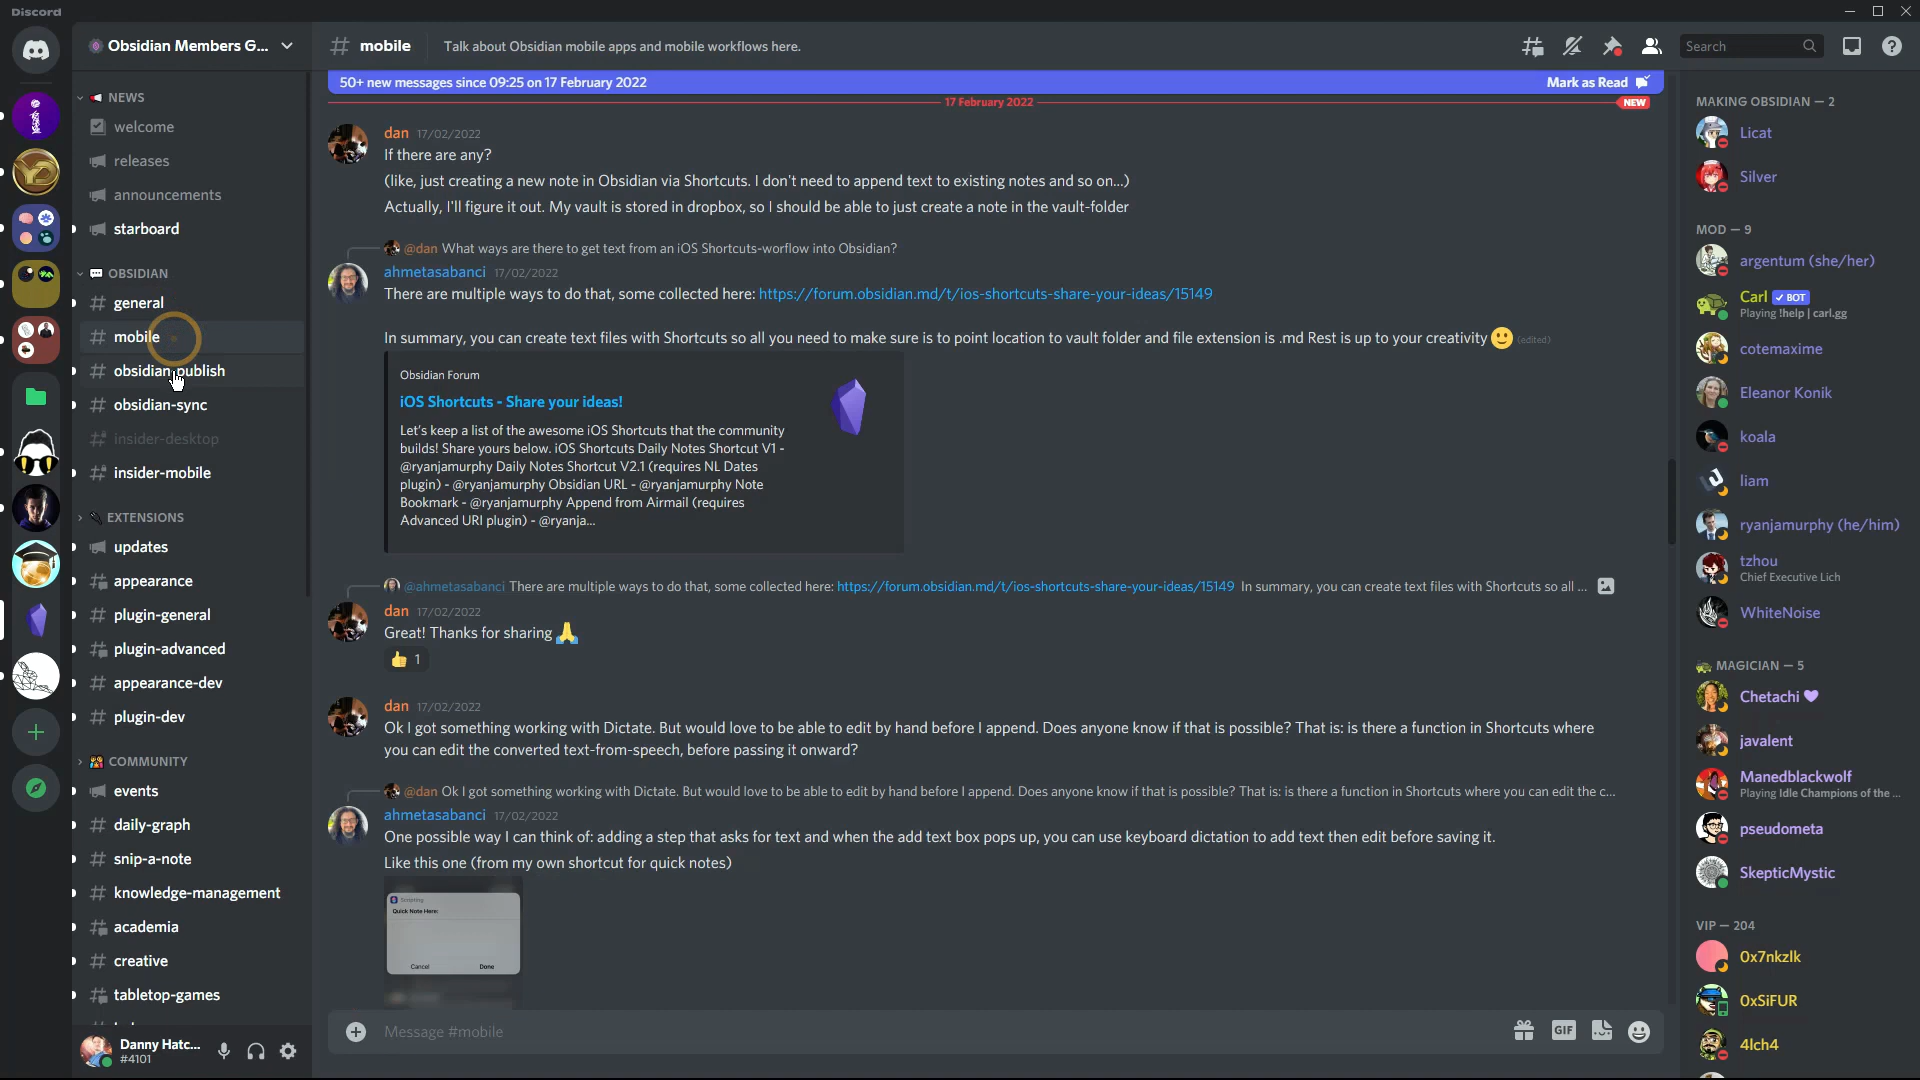 Discord
Obsidian Members G...
# mobile
Talk about Obsidian mobile apps and mobile workflows here.
Search
NEWS
welcome
releases
announcements
starboard
OBSIDIAN
general
mobile
obsidian-publish
obsidian-sync
insider-desktop
insider-mobile
EXTENSIONS
updates
appearance
plugin-general
plugin-advanced
appearance-dev
plugin-dev
COMMUNITY
events
daily-graph
snip-a-note
knowledge-management
academia
creative
tabletop-games
Danny Hatc...
#4101
50+ new messages since 09:25 on 17 February 2022
Mark as Read
17 February 2022
NEW
dan 17/02/2022
If there are any?
(like, just creating a new note in Obsidian via Shortcuts. I don't need to append text to existing notes and so on...)
Actually, I'll figure it out. My vault is stored in dropbox, so I should be able to just create a note in the vault-folder
@dan What ways are there to get text from an iOS Shortcuts-worflow into Obsidian?
ahmetasabanci 17/02/2022
There are multiple ways to do that, some collected here: https://forum.obsidian.md/t/ios-shortcuts-share-your-ideas/15149
In summary, you can create text files with Shortcuts so all you need to make sure is to point location to vault folder and file extension is .md Rest is up to your creativity (edited)
Obsidian Forum
iOS Shortcuts - Share your ideas!
Let's keep a list of the awesome iOS Shortcuts that the community
builds! Share yours below. iOS Shortcuts Daily Notes Shortcut V1 -
@ryanjamurphy Daily Notes Shortcut V2.1 (requires NL Dates
plugin) - @ryanjamurphy Obsidian URL - @ryanjamurphy Note
Bookmark - @ryanjamurphy Append from Airmail (requires
Advanced URI plugin) - @ryanja...
@ahmetasabanci There are multiple ways to do that, some collected here: https://forum.obsidian.md/t/ios-shortcuts-share-your-ideas/15149 In summary, you can create text files with Shortcuts so all ...
dan 17/02/2022
Great! Thanks for sharing
1
dan 17/02/2022
Ok I got something working with Dictate. But would love to be able to edit by hand before I append. Does anyone know if that is possible? That is: is there a function in Shortcuts where
you can edit the converted text-from-speech, before passing it onward?
@dan Ok I got something working with Dictate. But would love to be able to edit by hand before I append. Does anyone know if that is possible? That is: is there a function in Shortcuts where you can edit the c...
ahmetasabanci 17/02/2022
One possible way I can think of: adding a step that asks for text and when the add text box pops up, you can use keyboard dictation to add text then edit before saving it.
Like this one (from my own shortcut for quick notes)
Scripting
Quick Note Here:
Cancel Done
Message #mobile
GIF
MAKING OBSIDIAN — 2
Licat
Silver
MOD — 9
argentum (she/her)
Carl BOT
Playing !help | carl.gg
cotemaxime
Eleanor Konik
koala
liam
ryanjamurphy (he/him)
tzhou
Chief Executive Lich
WhiteNoise
MAGICIAN — 5
Chetachi
javalent
Manedblackwolf
Playing Idle Champions of the ...
pseudometa
SkepticMystic
VIP — 204
0x7nkzlk
0xSiFUR
4lch4